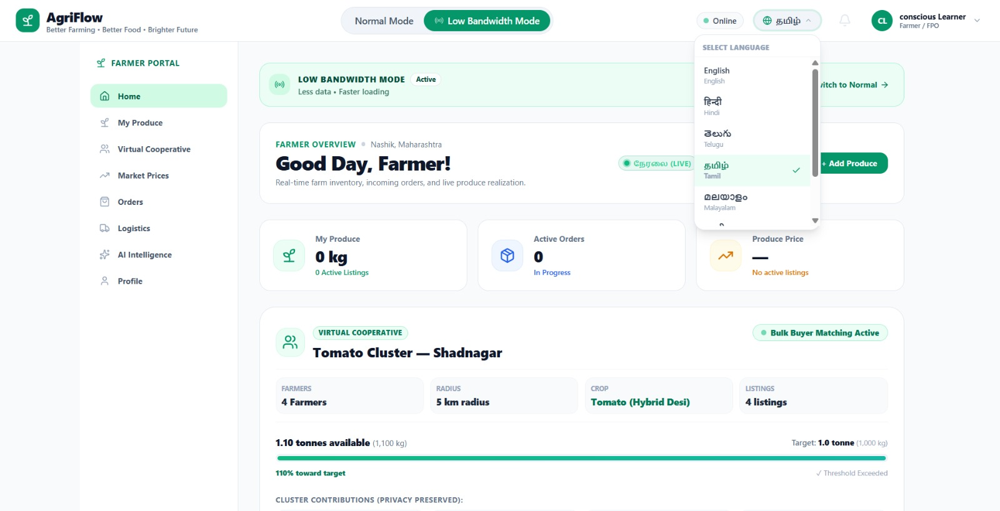 AgriFlow
Better Farming • Better Food • Brighter Future
Normal Mode
Low Bandwidth Mode
Online
தமிழ்
CL
conscious Learner
Farmer / FPO
SELECT LANGUAGE
English
English
हिन्दी
Hindi
తెలుగు
Telugu
தமிழ்
Tamil
മലയാളം
Malayalam
FARMER PORTAL
Home
My Produce
Virtual Cooperative
Market Prices
Orders
Logistics
AI Intelligence
Profile
LOW BANDWIDTH MODE
Active
Less data • Faster loading
to Normal →
FARMER OVERVIEW • Nashik, Maharashtra
Good Day, Farmer!
Real-time farm inventory, incoming orders, and live produce realization.
நேரலை (LIVE)
+ Add Produce
My Produce
0 kg
0 Active Listings
Active Orders
0
In Progress
Produce Price
—
No active listings
VIRTUAL COOPERATIVE
Tomato Cluster — Shadnagar
Bulk Buyer Matching Active
FARMERS
4 Farmers
RADIUS
5 km radius
CROP
Tomato (Hybrid Desi)
LISTINGS
4 listings
1.10 tonnes available (1,100 kg)
Target: 1.0 tonne (1,000 kg)
110% toward target
✓ Threshold Exceeded
CLUSTER CONTRIBUTIONS (PRIVACY PRESERVED):